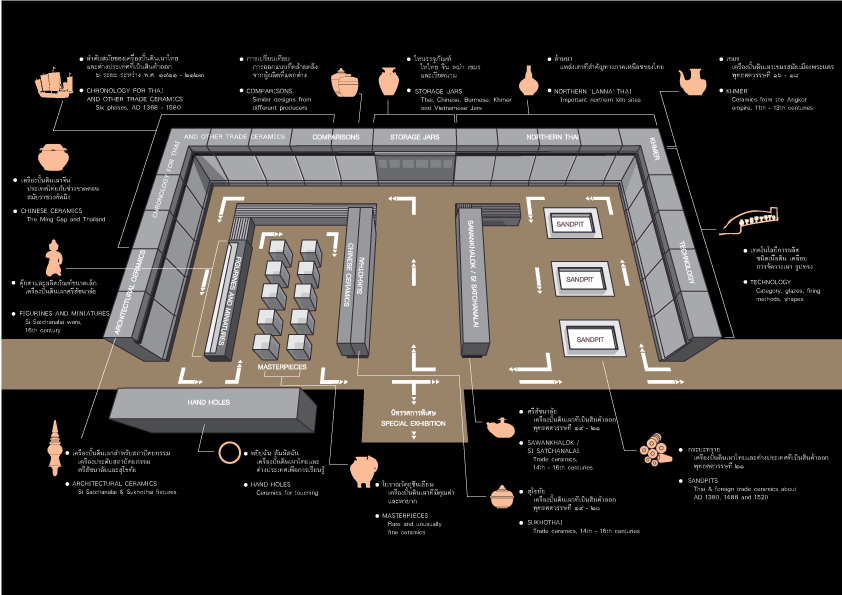 ลำดับสมัยของเครื่องปั้นดินเผาไทย
และต่างประเทศที่เป็นสินค้าออก
CHRONOLOGY FOR THAI
AND OTHER TRADE CERAMICS
Six phases, AD 1368 - 1580
การเปรียบเทียบ
การออกแบบที่คล้ายคลึง
จากผู้ผลิตที่แตกต่าง
COMPARISONS
Similar designs from
different producers
ไหบรรจุภัณฑ์
ไหไทย จีน พม่า เขมร
และเวียดนาม
STORAGE JARS
Thai, Chinese, Burmese, Khmer
and Vietnamese Jars
ล้านนา
แหล่งเตาที่สำคัญทางภาคเหนือของไทย
NORTHERN 'LANNA' THAI
Important northern kiln sites
เขมร
เครื่องปั้นดินเผาเขมรสมัยเมืองพระนคร
พุทธศตวรรษที่ ๑๖ - ๑๘
KHMER
Ceramics from the Angkor
empire, 11th - 13th centuries
เครื่องปั้นดินเผาจีน
ประเทศไทยกับช่วงขาดตอน
สมัยราชวงศ์หมิง
CHINESE CERAMICS
The Ming Gap and Thailand
ตุ๊กตาและผลิตภัณฑ์ขนาดเล็ก
เครื่องปั้นดินเผาศรีสัชนาลัย
FIGURINES AND MINIATURES
Si Satchanalai ware,
16th century
เทคโนโลยีการผลิต
ชนิดเนื้อดิน เคลือบ
การจัดวางเผา รูปทรง
TECHNOLOGY
Category, glazes, firing
methods, shapes
CHRONOLOGY FOR THAI
AND OTHER TRADE CERAMICS
COMPARISONS
STORAGE JARS
NORTHERN THAI
KHMER
TECHNOLOGY
ARCHITECTURAL CERAMICS
FIGURINES AND MINIATURES
CHINESE CERAMICS
SUKHOTHAI
SAWANKHALOK / SI SATCHANALAI
SANDPIT
SANDPIT
SANDPIT
MASTERPIECES
HAND HOLES
นิทรรศการพิเศษ
SPECIAL EXHIBITION
เครื่องปั้นดินเผาสำหรับสถาปัตยกรรม
เครื่องประดับสถาปัตยกรรม
ศรีสัชนาลัยและสุโขทัย
ARCHITECTURAL CERAMICS
Si Satchanalai & Sukhothai fixtures
หยิบฉัน สัมผัสฉัน
เครื่องปั้นดินเผาไทยและ
ต่างประเทศเพื่อการเรียนรู้
HAND HOLES
Ceramics for touching
โบราณวัตถุชิ้นเยี่ยม
เครื่องปั้นดินเผาที่มีคุณค่า
และหายาก
MASTERPIECES
Rare and unusually
fine ceramics
ศรีสัชนาลัย
เครื่องปั้นดินเผาที่เป็นสินค้าออก
พุทธศตวรรษที่ ๑๙ - ๒๑
SAWANKHALOK /
SI SATCHANALAI
Trade ceramics,
14th - 16th centuries
สุโขทัย
เครื่องปั้นดินเผาที่เป็นสินค้าออก
พุทธศตวรรษที่ ๑๙ - ๒๐
SUKHOTHAI
Trade ceramics, 14th - 16th centuries
กระบะทราย
เครื่องปั้นดินเผาไทยและต่างประเทศที่เป็นสินค้าออก
พุทธศตวรรษที่ ๒๑
SANDPITS
Thai & foreign trade ceramics about
AD 1380, 1488 and 1520